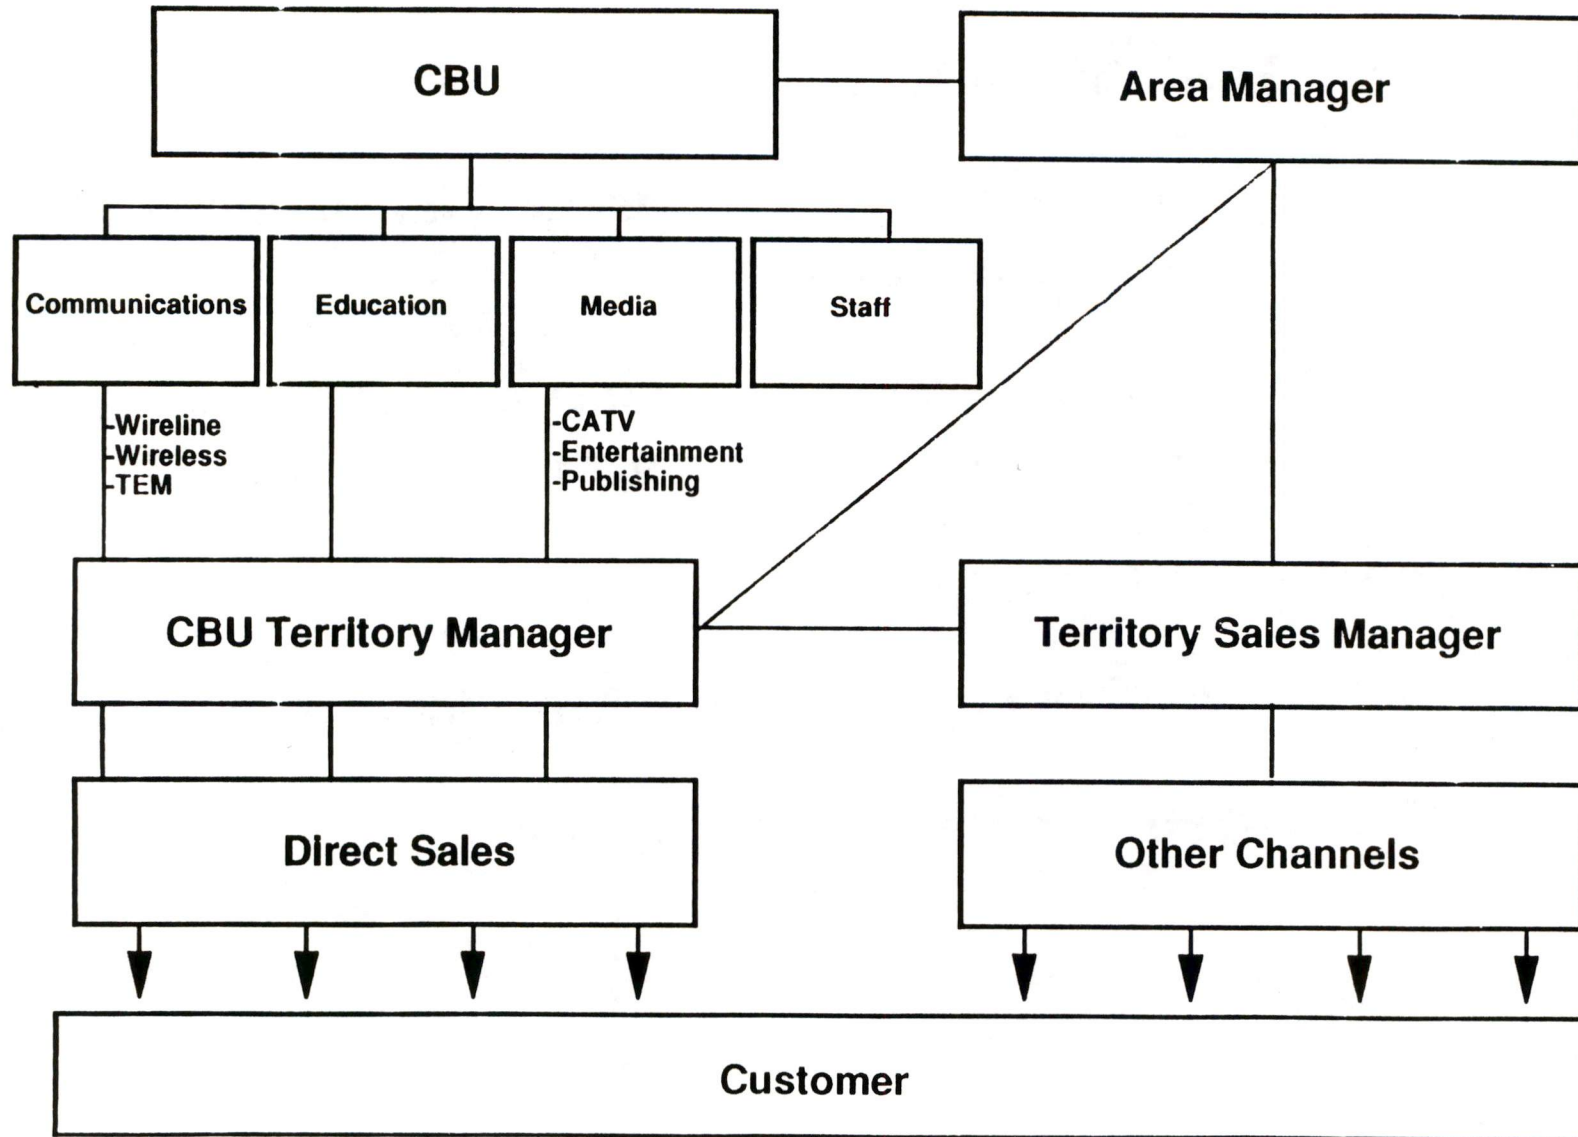 CBU
Area Manager
Communications
Education
Media
Staff
-Wireline
-Wireless
-TEM
-CATV
-Entertainment
-Publishing
CBU Territory Manager
Territory Sales Manager
Direct Sales
Other Channels
Customer